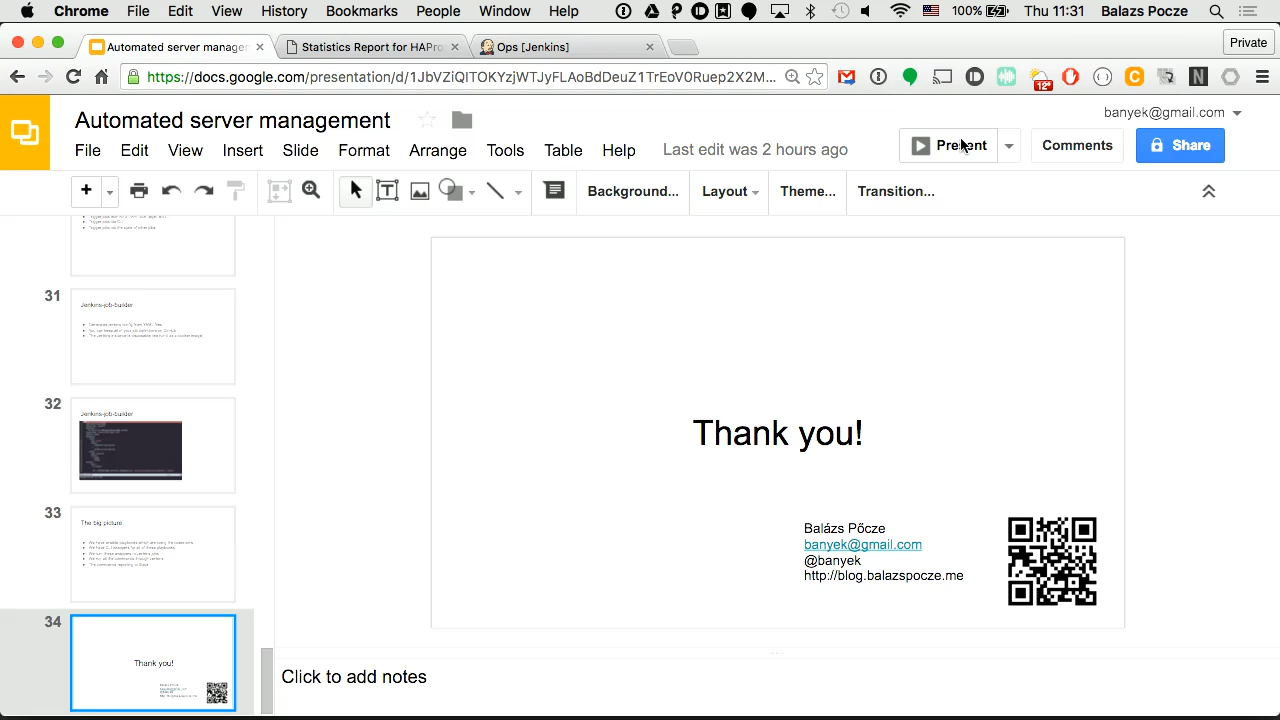 Chrome File Edit View History Bookmarks People Window Help 100% Thu 11:31 Balazs Pocze
Automated server manager Statistics Report for HAPro Ops [Jenkins] Private
https://docs.google.com/presentation/d/1JbVZiQITOKYzjWTJyFLAoBdDeuZ1TrEoV0Ruep2X2M...
12°
Automated server management
banyek@gmail.com
File Edit View Insert Slide Format Arrange Tools Table Help Last edit was 2 hours ago
Present Comments Share
Background... Layout Theme... Transition...
31
Jenkins-job-builder
32
Jenkins-job-builder
33
The big picture
34
Thank you!
Thank you!
Balázs Pőcze
banyek@gmail.com
@banyek
http://blog.balazspocze.me
Click to add notes